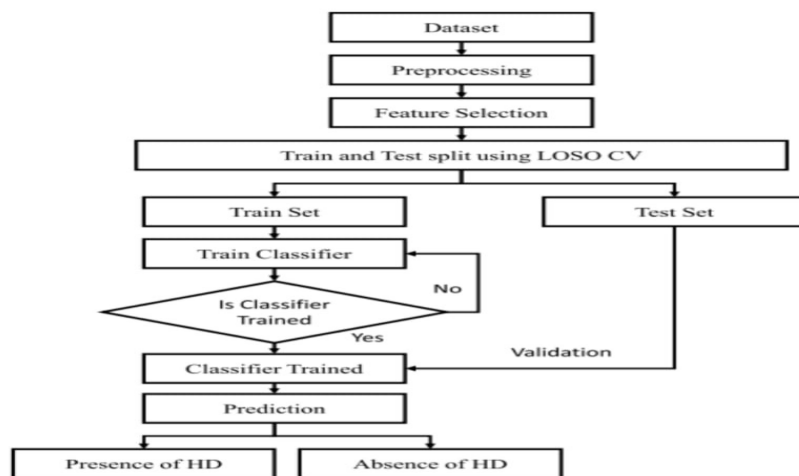 Dataset
Preprocessing
Feature Selection
Train and Test split using LOSO CV
Train Set
Test Set
Train Classifier
No
Is Classifier
Trained
Yes
Validation
Classifier Trained
Prediction
Presence of HD
Absence of HD